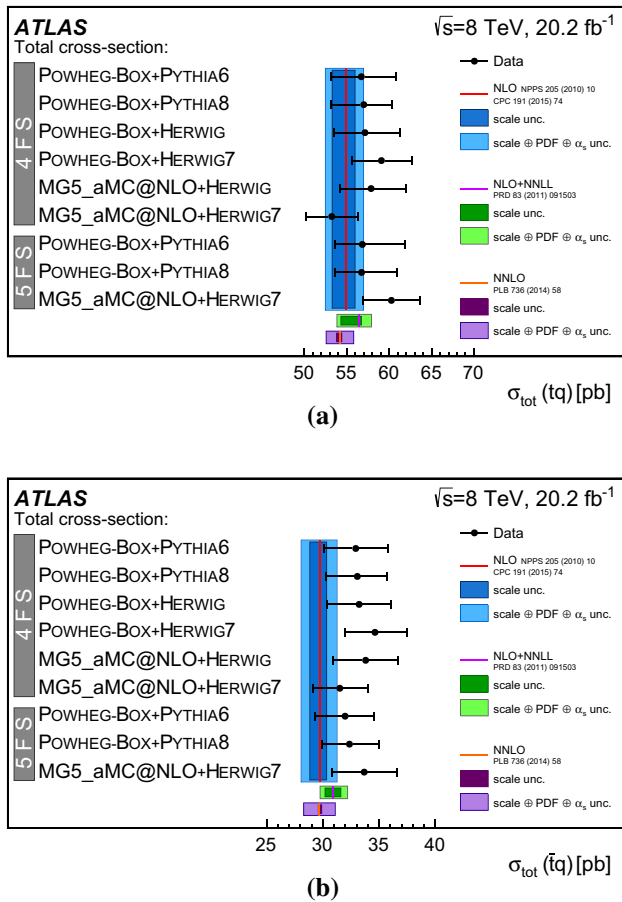 ATLAS
√s=8 TeV, 20.2 fb⁻¹
Total cross-section:
4FS
POWHEG-BOX+PYTHIA6
POWHEG-BOX+PYTHIA8
POWHEG-BOX+HERWIG
POWHEG-BOX+HERWIG7
MG5_aMC@NLO+HERWIG
MG5_aMC@NLO+HERWIG7
5FS
POWHEG-BOX+PYTHIA6
POWHEG-BOX+PYTHIA8
MG5_aMC@NLO+HERWIG7
Data
NLO NPPS 205 (2010) 10
CPC 191 (2015) 74
scale unc.
scale ⊕ PDF ⊕ αs unc.
NLO+NNLL
PRD 83 (2011) 091503
scale unc.
scale ⊕ PDF ⊕ αs unc.
NNLO
PLB 736 (2014) 58
scale unc.
scale ⊕ PDF ⊕ αs unc.
50 55 60 65 70
σtot (tq) [pb]
(a)
ATLAS
√s=8 TeV, 20.2 fb⁻¹
Total cross-section:
4FS
POWHEG-BOX+PYTHIA6
POWHEG-BOX+PYTHIA8
POWHEG-BOX+HERWIG
POWHEG-BOX+HERWIG7
MG5_aMC@NLO+HERWIG
MG5_aMC@NLO+HERWIG7
5FS
POWHEG-BOX+PYTHIA6
POWHEG-BOX+PYTHIA8
MG5_aMC@NLO+HERWIG7
Data
NLO NPPS 205 (2010) 10
CPC 191 (2015) 74
scale unc.
scale ⊕ PDF ⊕ αs unc.
NLO+NNLL
PRD 83 (2011) 091503
scale unc.
scale ⊕ PDF ⊕ αs unc.
NNLO
PLB 736 (2014) 58
scale unc.
scale ⊕ PDF ⊕ αs unc.
25 30 35 40
σtot (t̄q) [pb]
(b)